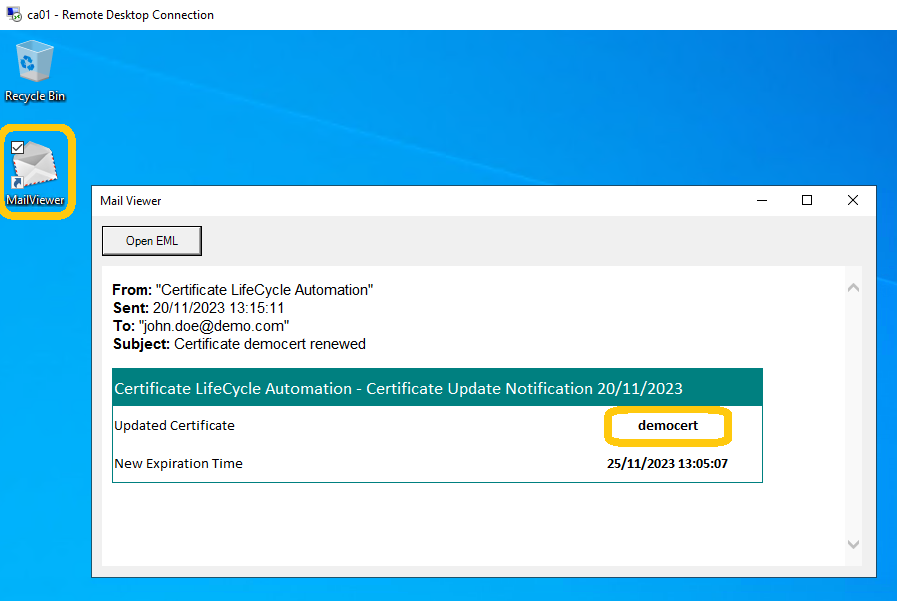 ca01 - Remote Desktop Connection
Recycle Bin
MailViewer
Mail Viewer
Open EML
From: "Certificate LifeCycle Automation"
Sent: 20/11/2023 13:15:11
To: "john.doe@demo.com"
Subject: Certificate democert renewed
Certificate LifeCycle Automation - Certificate Update Notification 20/11/2023
Updated Certificate democert
New Expiration Time 25/11/2023 13:05:07